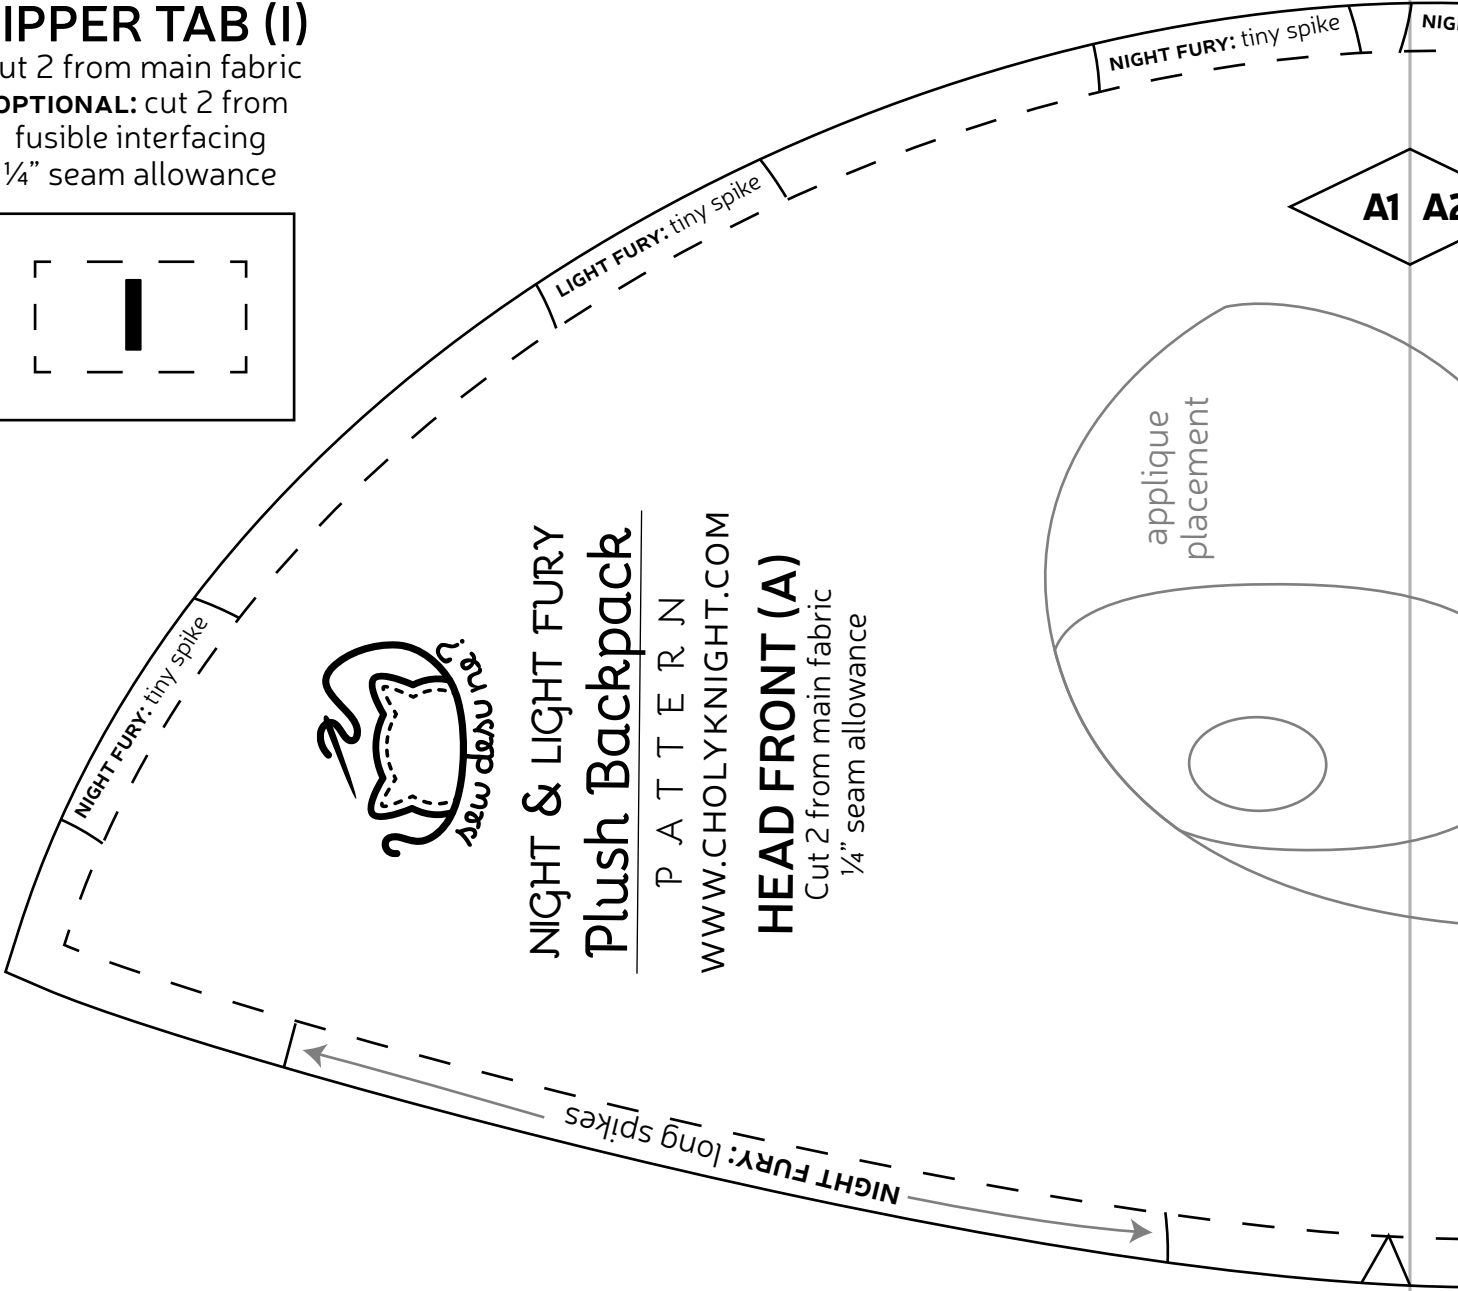 IPPER TAB (I)
ut 2 from main fabric
OPTIONAL: cut 2 from
fusible interfacing
¼” seam allowance
I
NIGHT FURY: tiny spike
NIG
LIGHT FURY: tiny spike
A1 A2
applique
placement
NIGHT FURY: tiny spike
sew desu ne?
NIGHT & LIGHT FURY
Plush Backpack
PATTERN
WWW.CHOLYKNIGHT.COM
HEAD FRONT (A)
Cut 2 from main fabric
¼” seam allowance
NIGHT FURY: long spikes